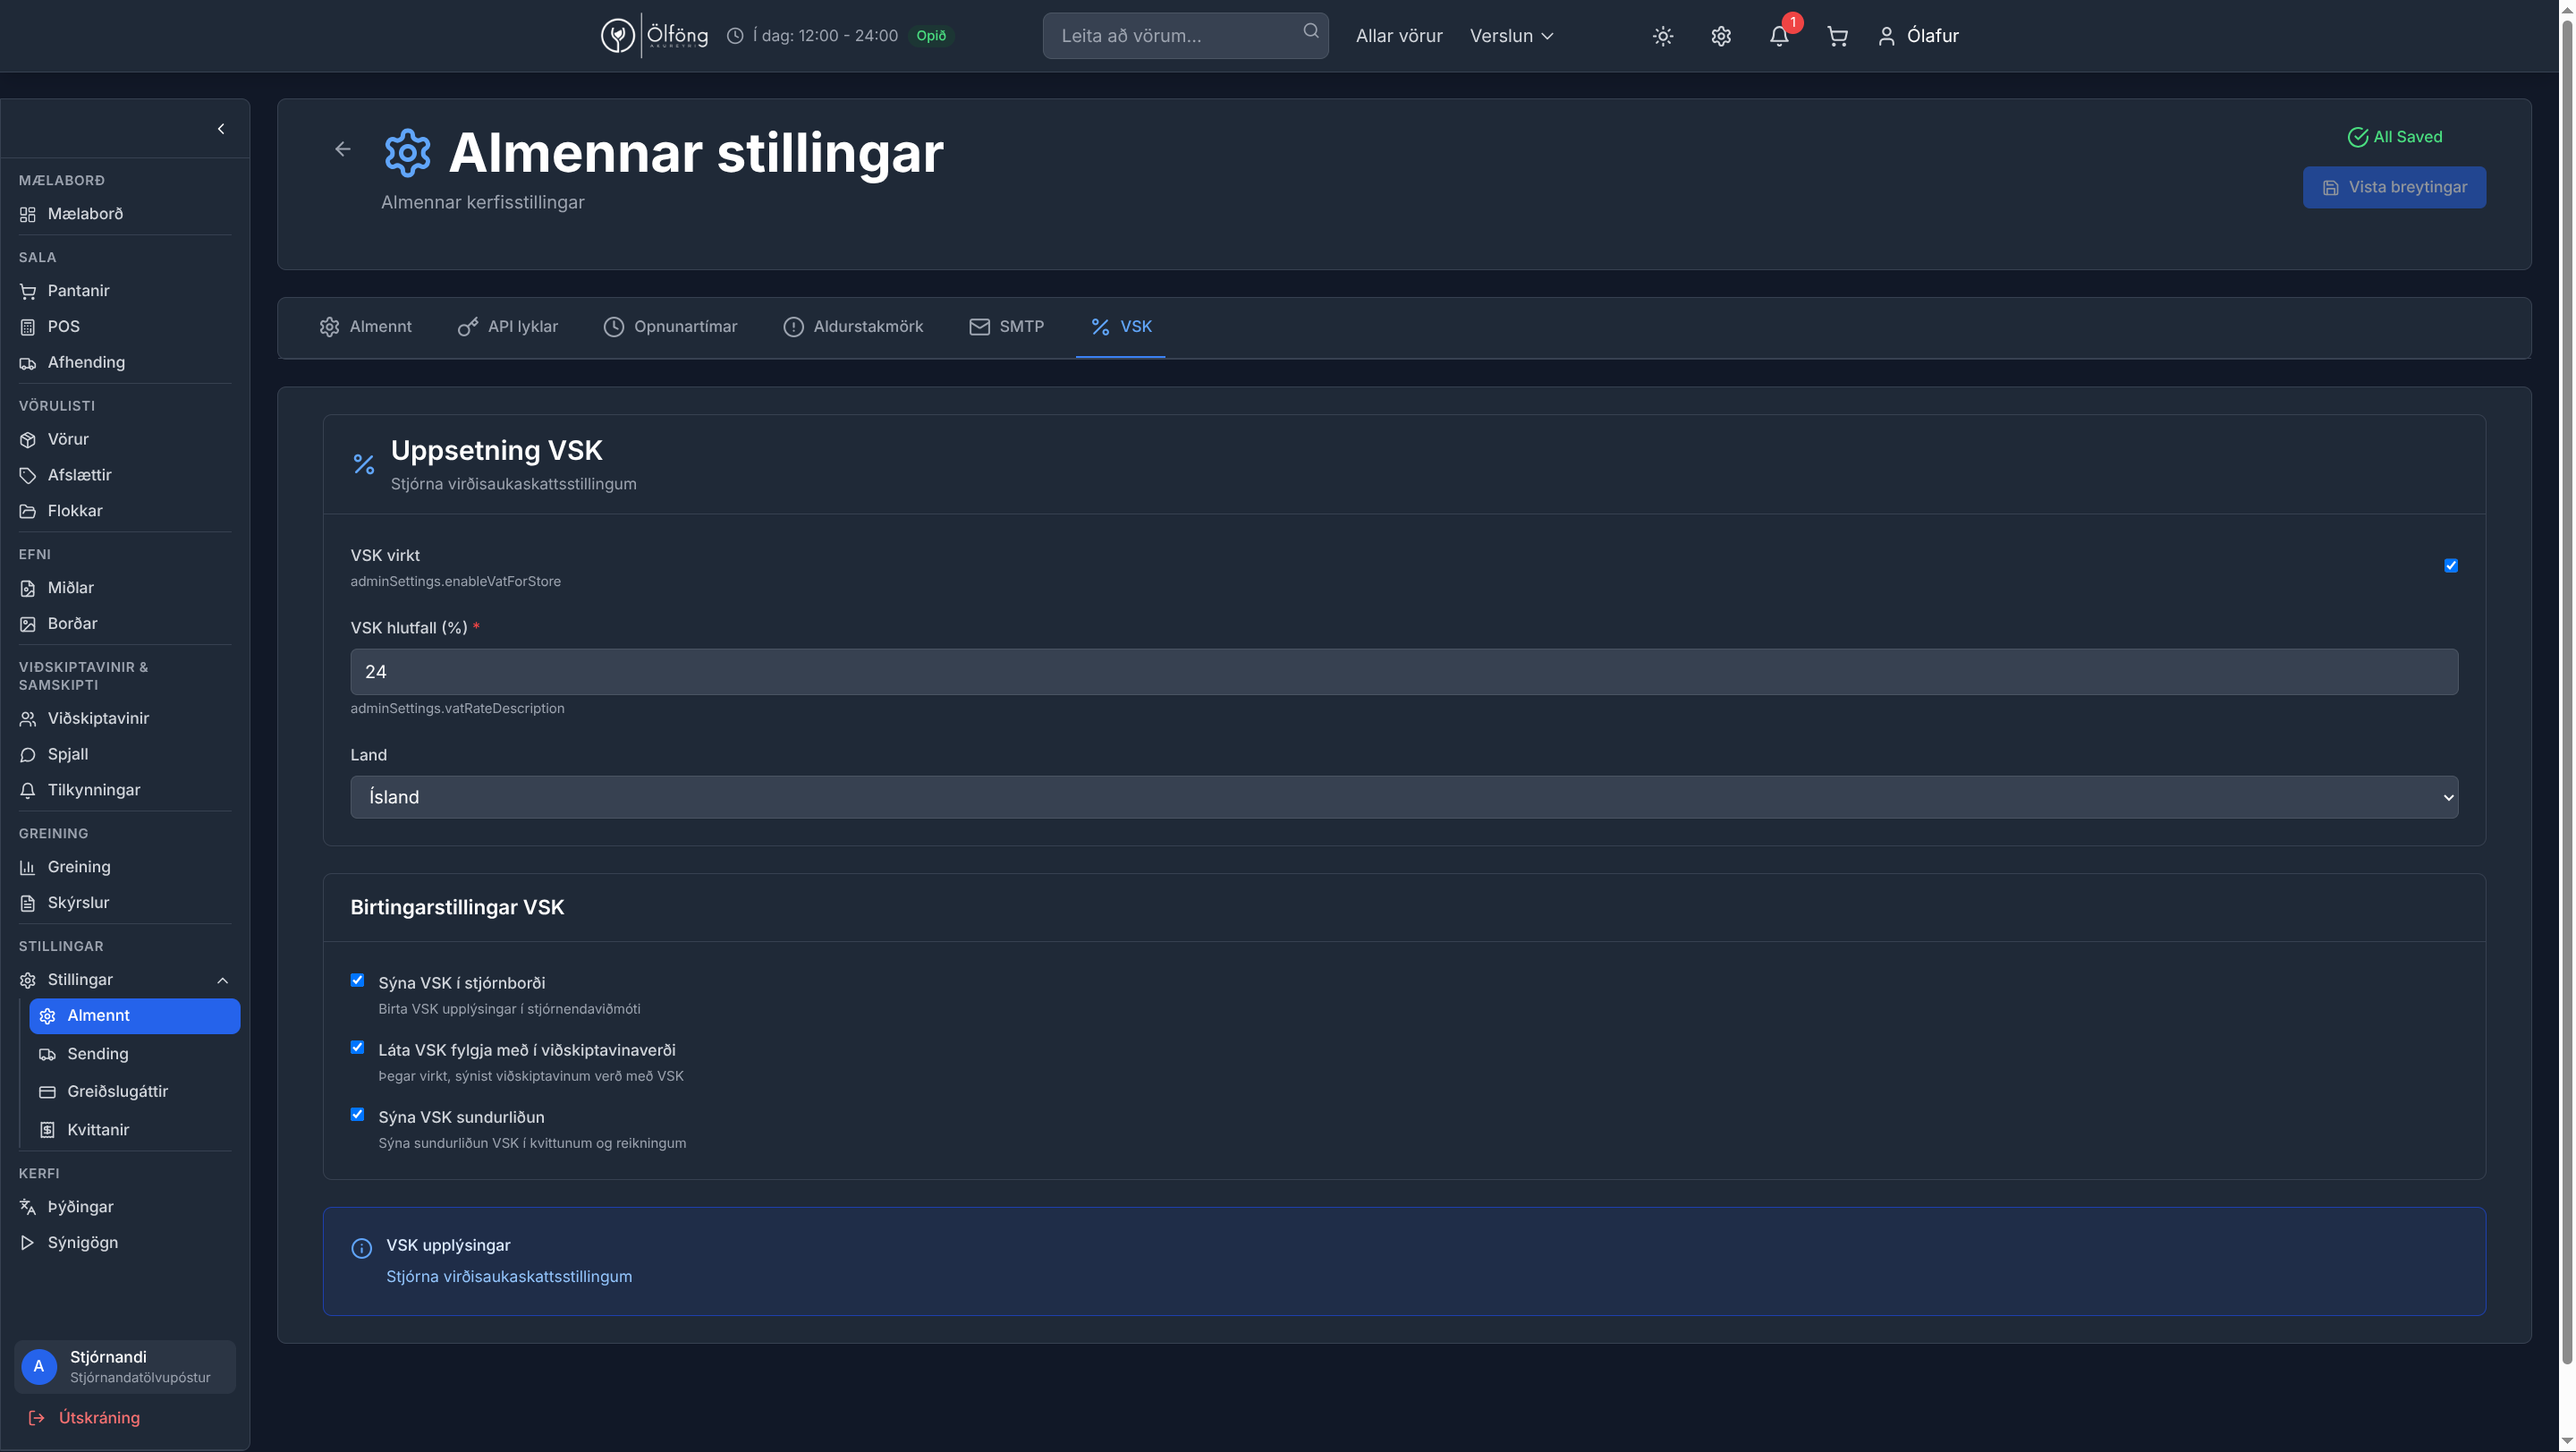 Ölföng
AKUREYRI
Í dag: 12:00 - 24:00
Opið
Leita að vörum...
Allar vörur
Verslun
1
Ólafur
MÆLABORÐ
Mælaborð
SALA
Pantanir
POS
Afhending
VÖRULISTI
Vörur
Afslættir
Flokkar
EFNI
Miðlar
Borðar
VIÐSKIPTAVINIR &
SAMSKIPTI
Viðskiptavinir
Spjall
Tilkynningar
GREINING
Greining
Skýrslur
STILLINGAR
Stillingar
Almennt
Sending
Greiðslugáttir
Kvittanir
KERFI
Þýðingar
Sýnigögn
A
Stjórnandi
Stjórnandatölvupóstur
Útskráning
Almennar stillingar
Almennar kerfisstillingar
All Saved
Vista breytingar
Almennt
API lyklar
Opnunartímar
Aldurstakmörk
SMTP
VSK
Uppsetning VSK
Stjórna virðisaukaskattsstillingum
VSK virkt
adminSettings.enableVatForStore
VSK hlutfall (%) *
24
adminSettings.vatRateDescription
Land
Ísland
Birtingarstillingar VSK
Sýna VSK í stjórnborði
Birta VSK upplýsingar í stjórnendaviðmóti
Láta VSK fylgja með í viðskiptavinaverði
Þegar virkt, sýnist viðskiptavinum verð með VSK
Sýna VSK sundurliðun
Sýna sundurliðun VSK í kvittunum og reikningum
VSK upplýsingar
Stjórna virðisaukaskattsstillingum